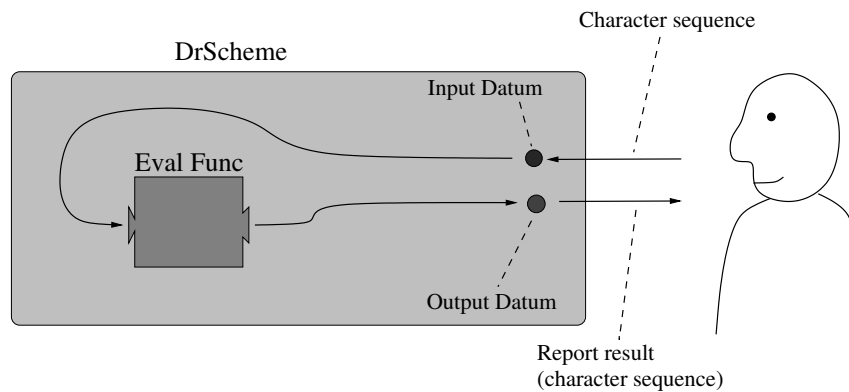 Character sequence
DrScheme
Input Datum
Eval Func
Output Datum
Report result
(character sequence)